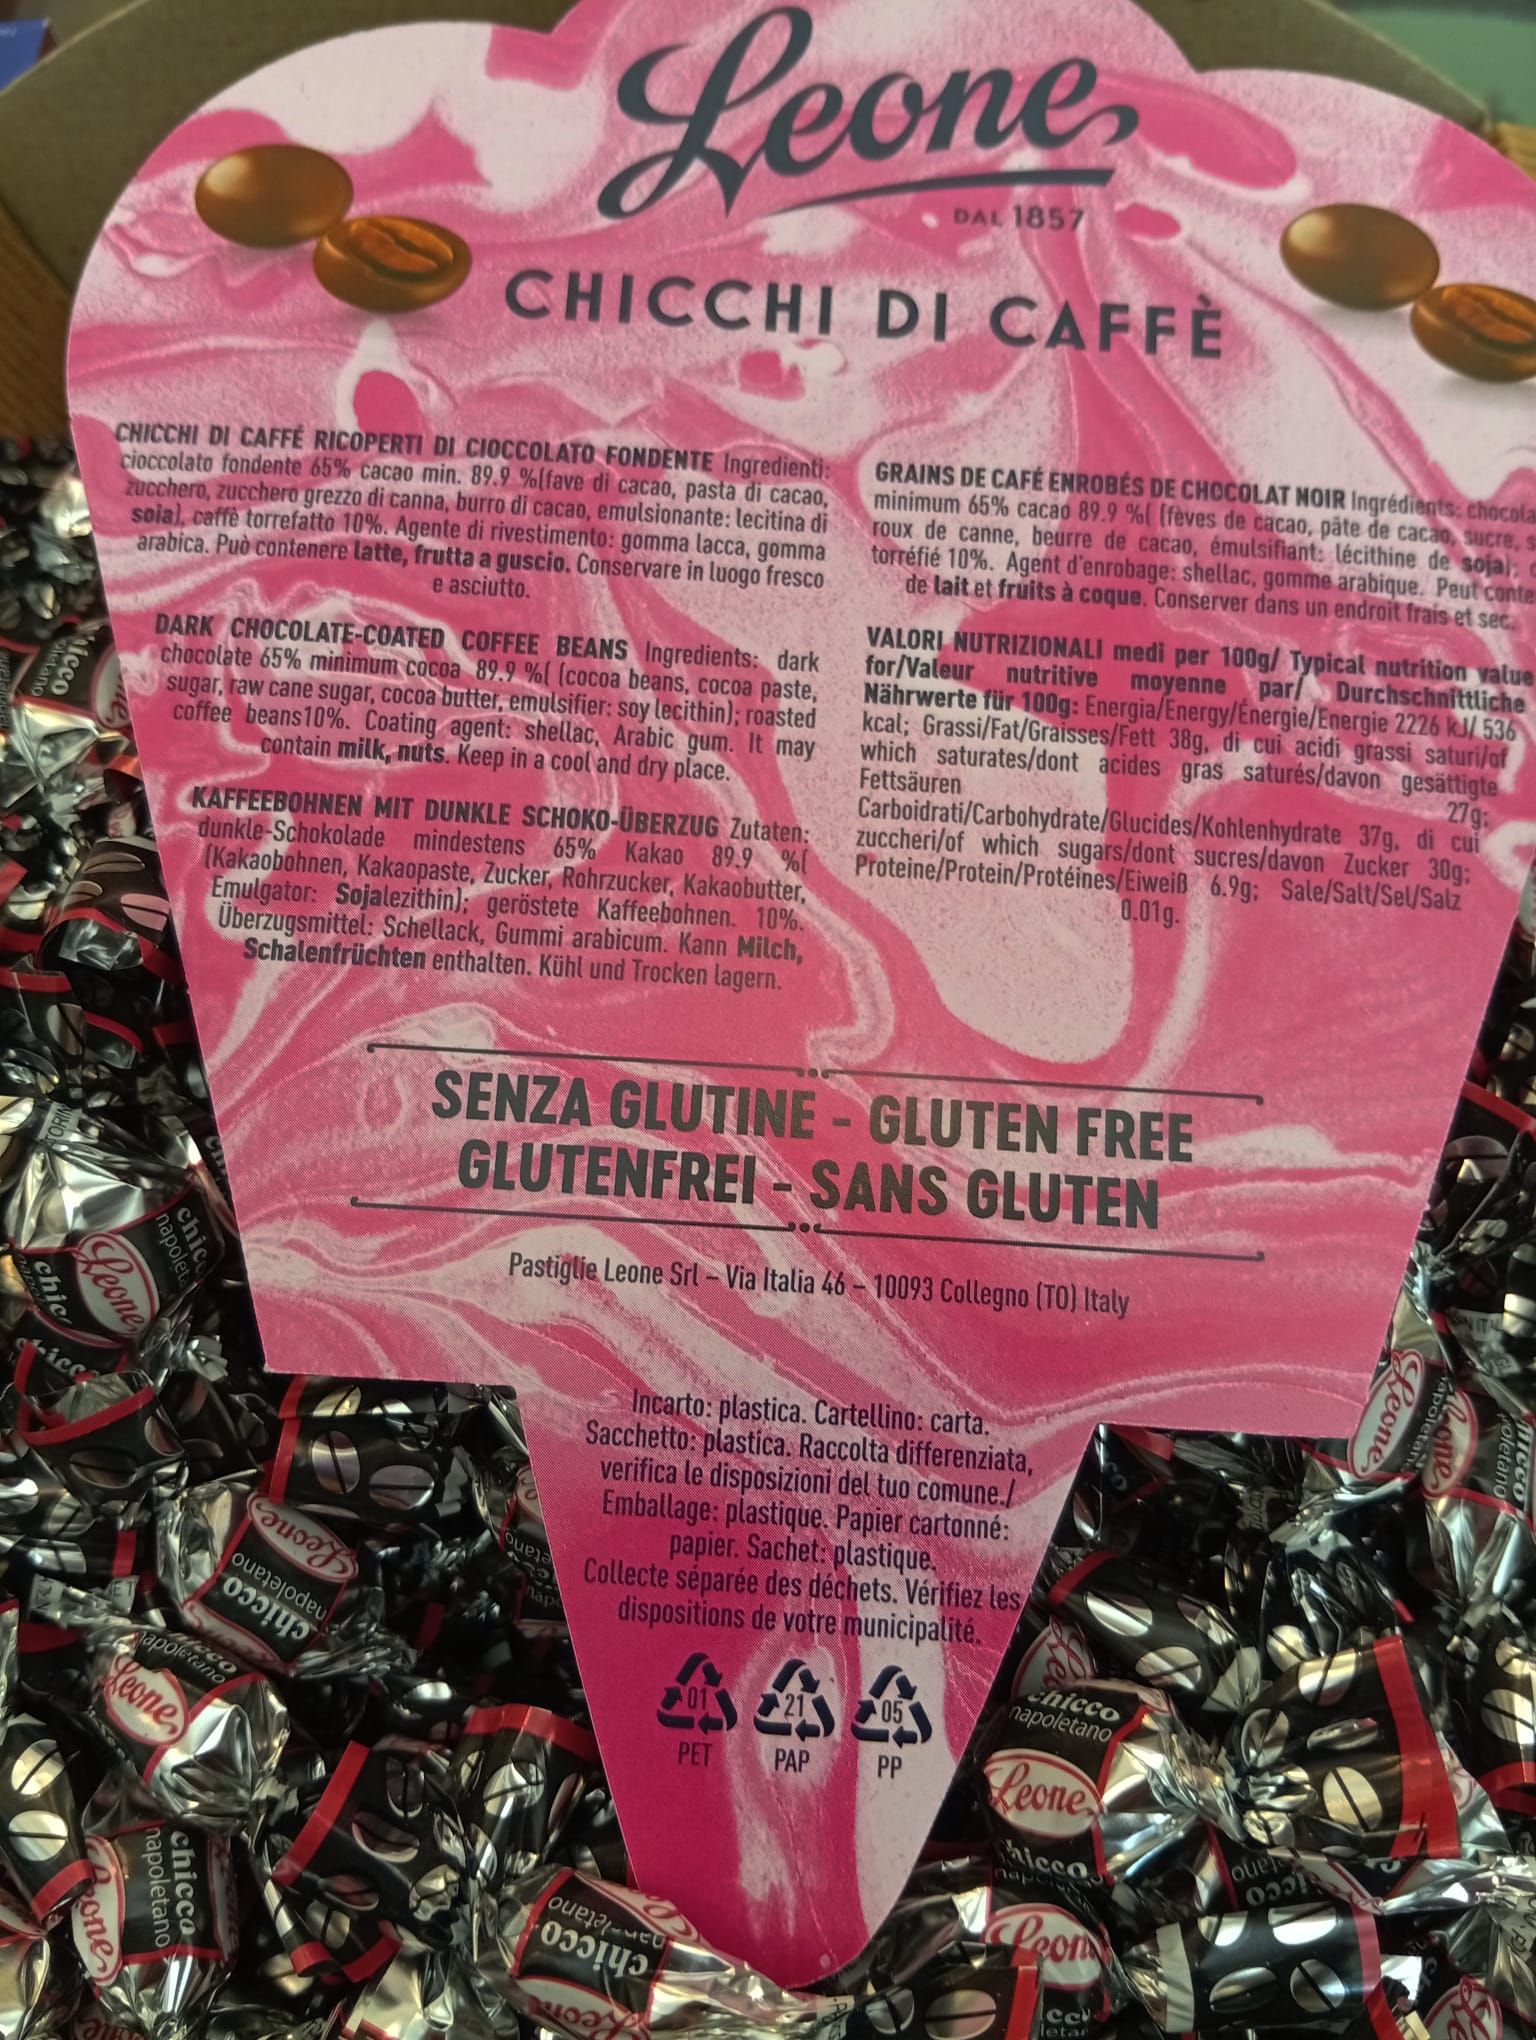 Leone
DAL 1857
CHICCHI DI CAFFÈ
CHICCHI DI CAFFÉ RICOPERTI DI CIOCCOLATO FONDENTE Ingredienti:
cioccolato fondente 65% cacao min. 89.9 %(fave di cacao, pasta di cacao,
zucchero, zucchero grezzo di canna, burro di cacao, emulsionante: lecitina di
soia), caffè torrefatto 10%. Agente di rivestimento: gomma lacca, gomma
arabica. Può contenere latte, frutta a guscio. Conservare in luogo fresco
e asciutto.
DARK CHOCOLATE-COATED COFFEE BEANS Ingredients: dark
chocolate 65% minimum cocoa 89.9 %( (cocoa beans, cocoa paste,
sugar, raw cane sugar, cocoa butter, emulsifier: soy lecithin); roasted
coffee beans10%. Coating agent: shellac, Arabic gum. It may
contain milk, nuts. Keep in a cool and dry place.
KAFFEEBOHNEN MIT DUNKLE SCHOKO-ÜBERZUG Zutaten:
dunkle-Schokolade mindestens 65% Kakao 89.9 %(
(Kakaobohnen, Kakaopaste, Zucker, Rohrzucker, Kakaobutter,
Emulgator: Sojalezithin); geröstete Kaffeebohnen. 10%.
Überzugsmittel: Schellack, Gummi arabicum. Kann Milch,
Schalenfrüchten enthalten. Kühl und Trocken lagern.
GRAINS DE CAFÉ ENROBÉS DE CHOCOLAT NOIR Ingrédients:
minimum 65% cacao 89.9 %( (fèves de cacao, pâte de cacao, sucre,
roux de canne, beurre de cacao, émulsifiant: lécithine de soja);
torréfié 10%. Agent d'enrobage: shellac, gomme arabique. Peut
de lait et fruits à coque. Conserver dans un endroit frais et sec.
VALORI NUTRIZIONALI medi per 100g/ Typical nutrition value
for/Valeur nutritive moyenne par/ Durchschnittliche
Nährwerte für 100g: Energia/Energy/Énergie/Energie 2226 kJ/ 536
kcal; Grassi/Fat/Graisses/Fett 38g, di cui acidi grassi saturi/of
which saturates/dont acides gras saturés/davon gesättigte
Fettsäuren 27g;
Carboidrati/Carbohydrate/Glucides/Kohlenhydrate 37g, di cui
zuccheri/of which sugars/dont sucres/davon Zucker 30g;
Proteine/Protein/Protéines/Eiweiß 6.9g; Sale/Salt/Sel/Salz
0.01g.
SENZA GLUTINE - GLUTEN FREE
GLUTENFREI - SANS GLUTEN
Pastiglie Leone Srl – Via Italia 46 – 10093 Collegno (TO) Italy
Incarto: plastica. Cartellino: carta.
Sacchetto: plastica. Raccolta differenziata,
verifica le disposizioni del tuo comune./
Emballage: plastique. Papier cartonné:
papier. Sachet: plastique.
Collecte séparée des déchets. Vérifiez les
dispositions de votre municipalité.
01 21 05
PET PAP PP
chicco
napoletano
Leone
chicco
napoletano
Leone
chicco
napoletano
Leone
chicco
napoletano
Leone